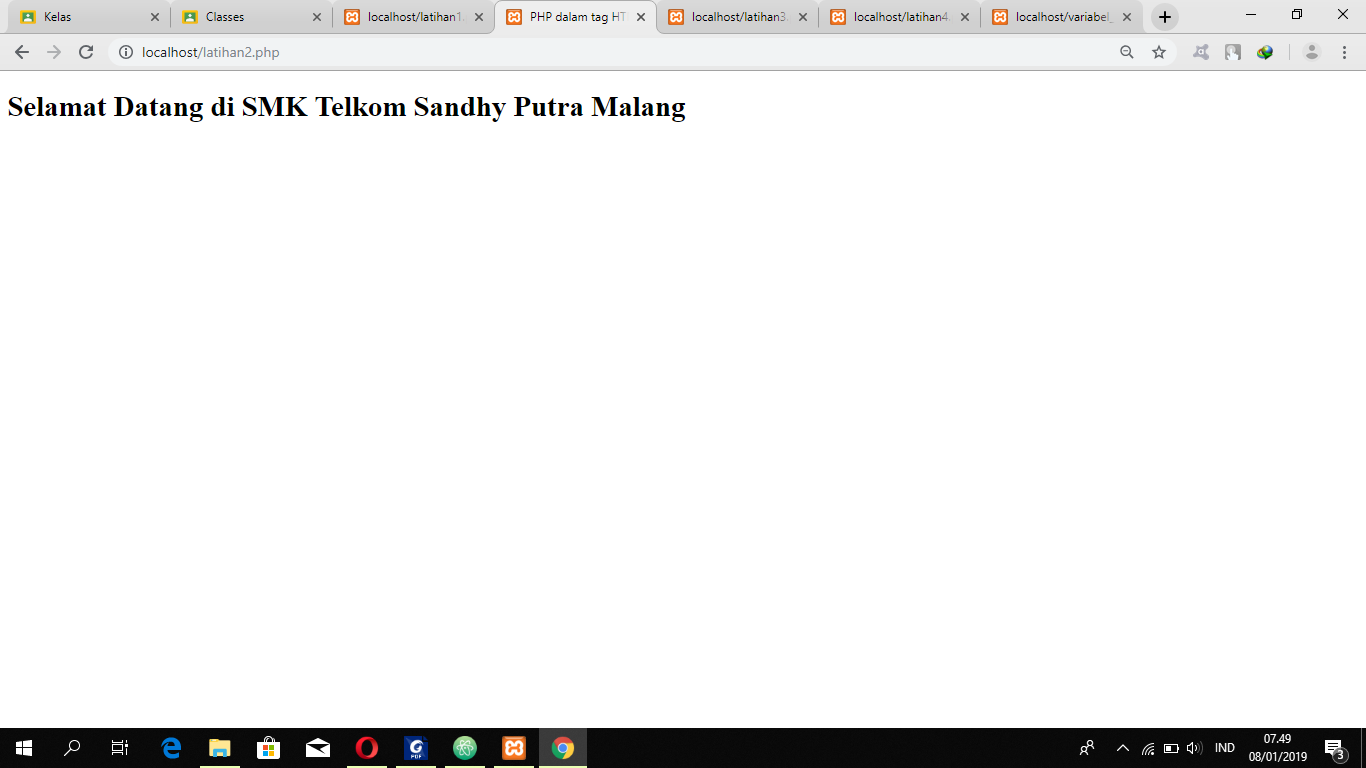 Kelas
Classes
localhost/latihan1.
PHP dalam tag HT
localhost/latihan3.
localhost/latihan4.
localhost/variabel_
localhost/latihan2.php
Selamat Datang di SMK Telkom Sandhy Putra Malang
PDF
IND
07.49
08/01/2019
3